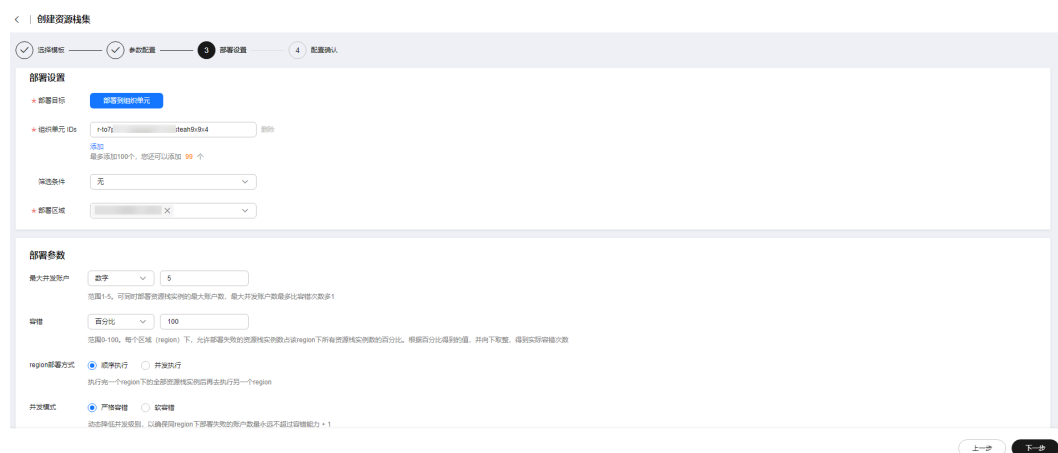 创建资源栈集
选择模板
参数配置
3 部署设置
4 配置确认
部署设置
* 部署目标 部署到组织单元
* 组织单元 IDs r-to7p steah9x9x4 删除
添加
最多添加100个，您还可以添加 99 个
筛选条件 无
* 部署区域
部署参数
最大并发账户 数字 5
范围1-5。可同时部署资源栈实例的最大账户数，最大并发账户数最多比容错次数多1
容错 百分比 100
范围0-100。每个区域（region）下，允许部署失败的资源栈实例数占该region下所有资源栈实例数的百分比。根据百分比得到的值，并向下取整，得到实际容错次数
region部署方式 顺序执行 并发执行
执行完一个region下的全部资源栈实例后再去执行另一个region
并发模式 严格容错 软容错
动态降低并发级别，以确保同region下部署失败的账户数量永远不超过容错能力 + 1
上一步 下一步